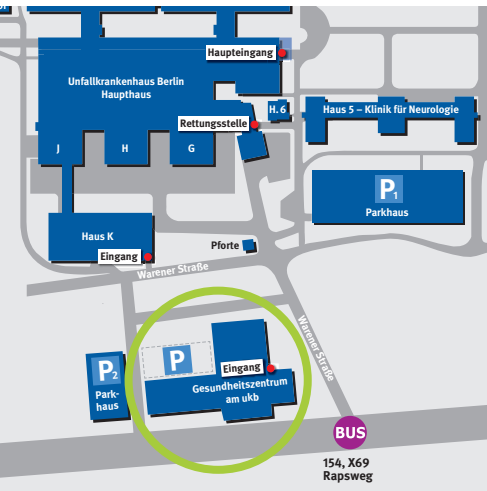 Haupteingang
Unfallkrankenhaus Berlin
Haupthaus
H. 6
Haus 5 – Klinik für Neurologie
Rettungsstelle
J
H
G
P1
Parkhaus
Haus K
Eingang
Pforte
Warener Straße
Warener Straße
P
Eingang
Gesundheitszentrum
am ukb
P2
Park-
haus
BUS
154, X69
Rapsweg